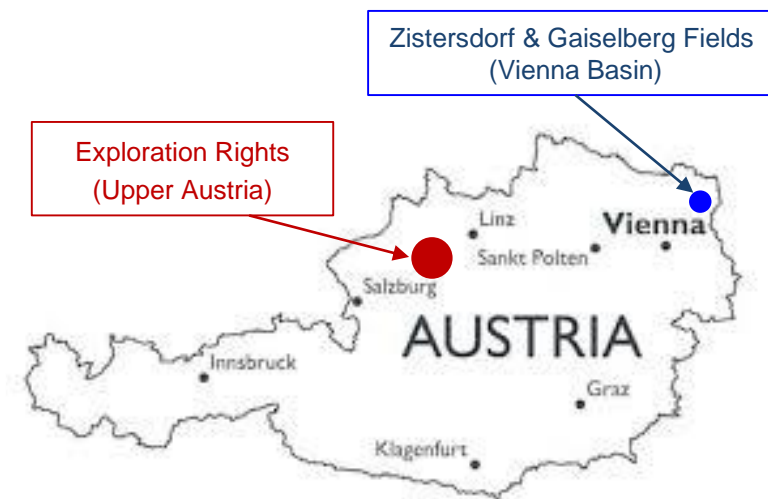 Zistersdorf & Gaiselberg Fields
(Vienna Basin)
Exploration Rights
(Upper Austria)
Linz
Vienna
Sankt Polten
Salzburg
AUSTRIA
Innsbruck
Graz
Klagenfurt